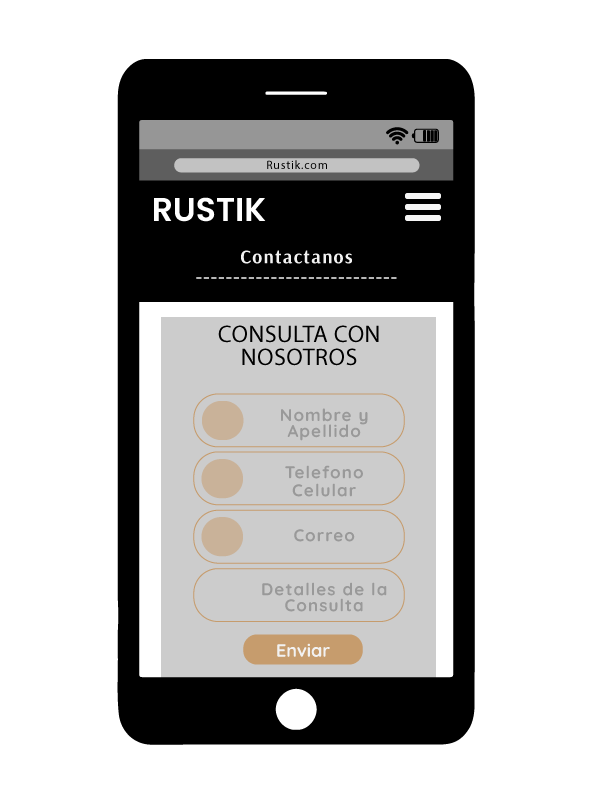 Rustik.com
RUSTIK
Contactanos
CONSULTA CON
NOSOTROS
Nombre y
Apellido
Telefono
Celular
Correo
Detalles de la
Consulta
Enviar